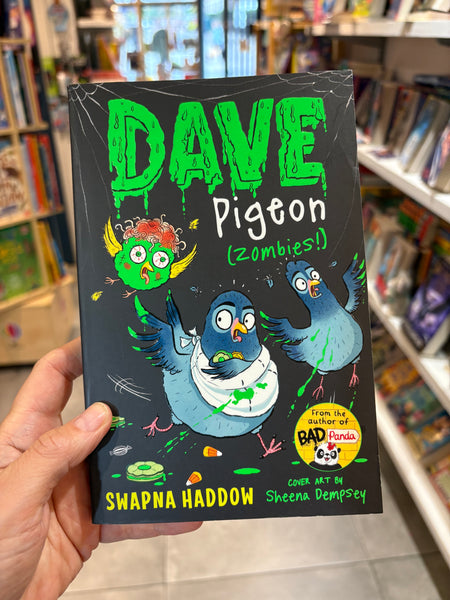 DAVE
Pigeon
(Zombies!)
From the
author of
BAD Panda
SWAPNA HADDOW
COVER ART BY
Sheena Dempsey